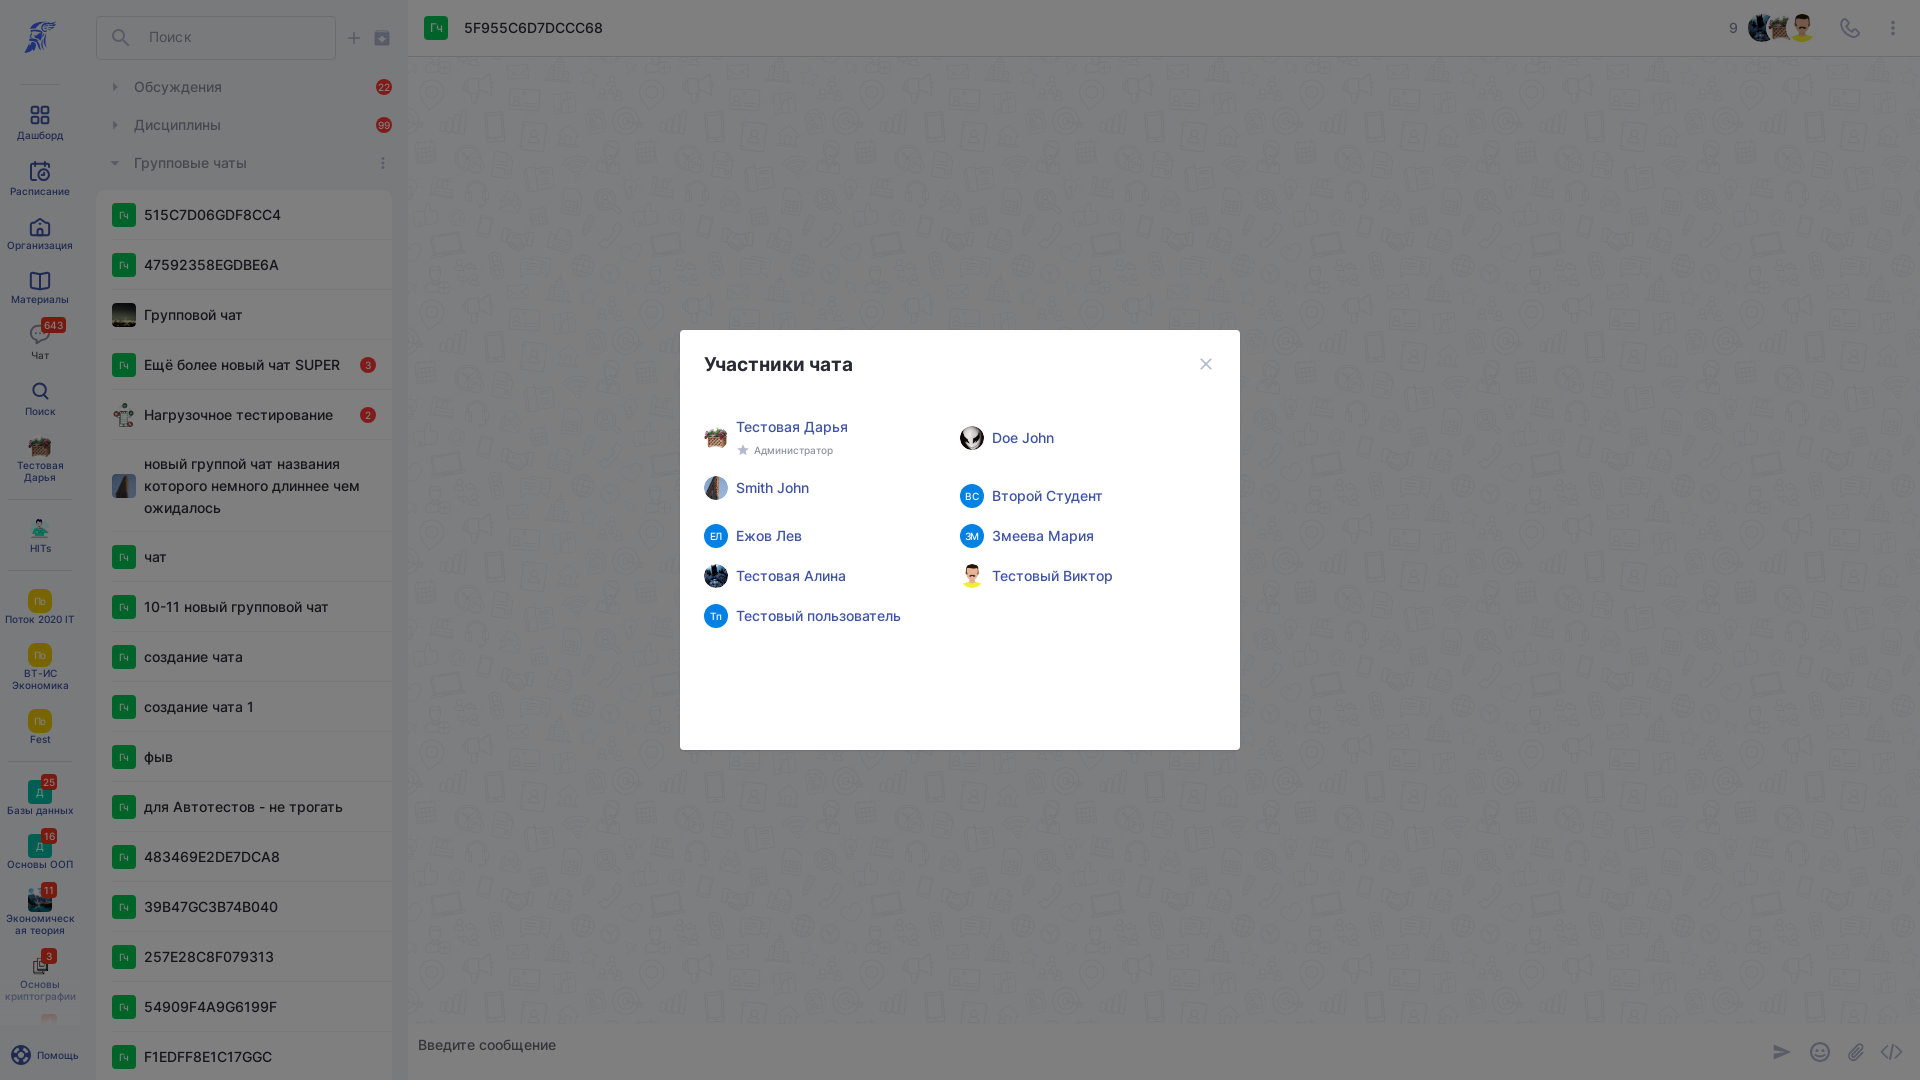 Дашборд
Расписание
Организация
Материалы
643
Чат
Поиск
Тестовая
Дарья
HITs
По
Поток 2020 IT
По
ВТ-ИС
Экономика
По
Fest
25
Д
Базы данных
16
Д
Основы ООП
11
Экономическ
ая теория
3
Основы
криптографии
Помощь
Поиск
Обсуждения
22
Дисциплины
99
Групповые чаты
Гч
515C7D06GDF8CC4
Гч
47592358EGDBE6A
Групповой чат
Гч
Ещё более новый чат SUPER
3
Нагрузочное тестирование
2
новый группой чат названия
которого немного длиннее чем
ожидалось
Гч
чат
Гч
10-11 новый групповой чат
Гч
создание чата
Гч
создание чата 1
Гч
фыв
Гч
для Автотестов - не трогать
Гч
483469E2DE7DCA8
Гч
39B47GC3B74B040
Гч
257E28C8F079313
Гч
54909F4A9G6199F
Гч
F1EDFF8E1C17GGC
Гч
5F955C6D7DCCC68
9
Участники чата
Тестовая Дарья
Администратор
Doe John
Smith John
ВС
Второй Студент
ЕЛ
Ежов Лев
ЗМ
Змеева Мария
Тестовая Алина
Тестовый Виктор
Тп
Тестовый пользователь
Введите сообщение